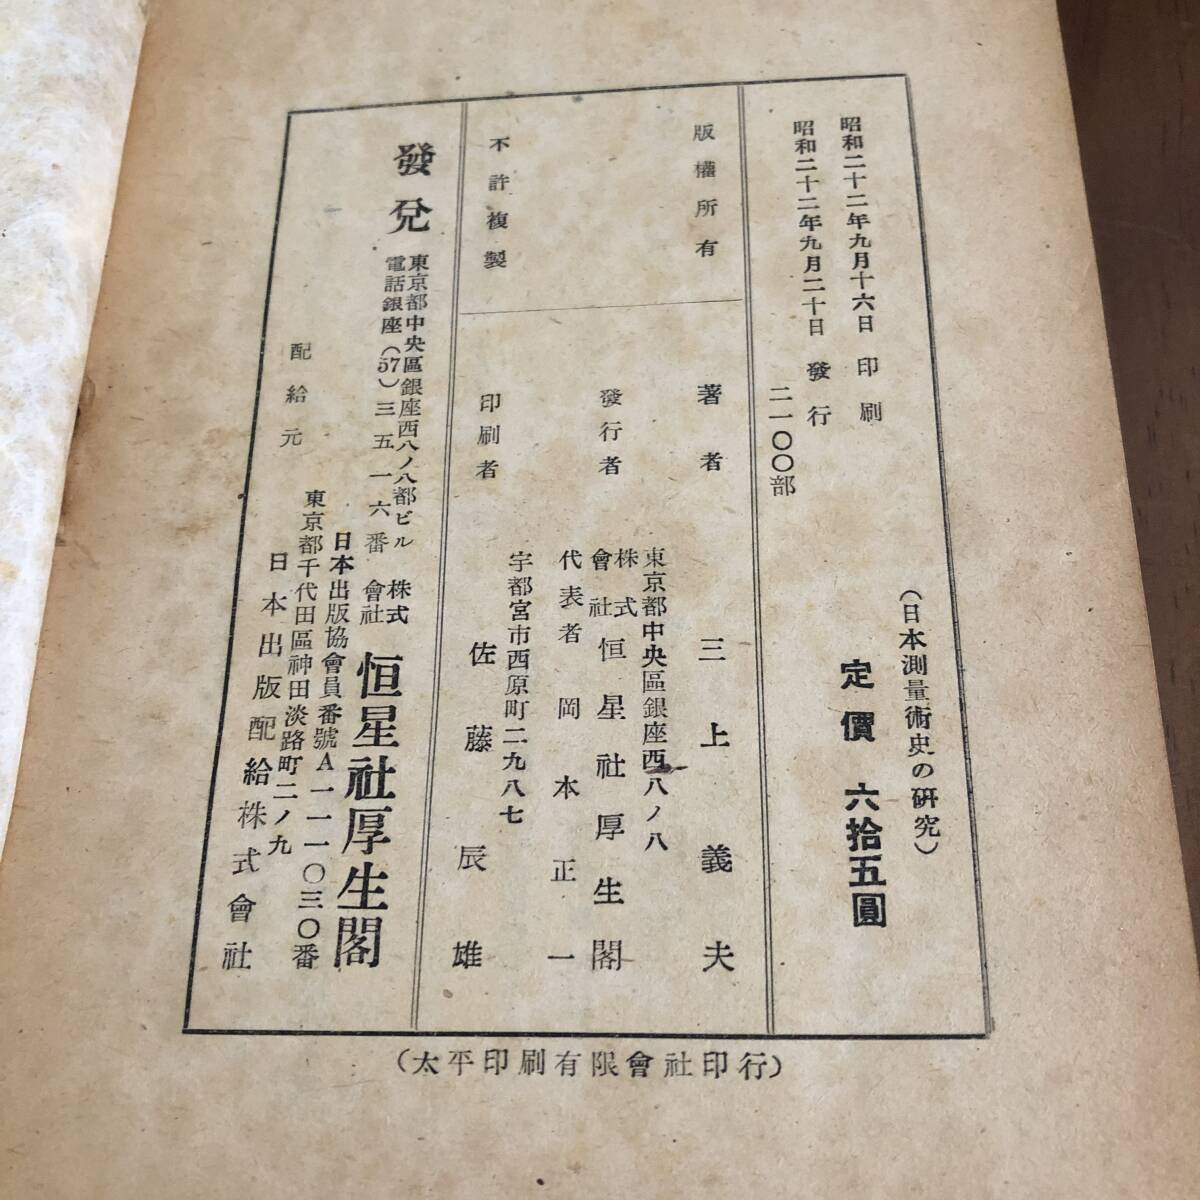 昭和二十二年九月十六日 印刷
昭和二十二年九月二十日 發行
二一〇〇部
(日本測量術史の研究)
定價 六拾五圓
版權所有
不許複製
著者 三上義夫
東京都中央區銀座西八ノ八
發行者 株式會社 恒星社厚生閣
代表者 岡本正一
宇都宮市西原町二九八七
印刷者 佐藤辰雄
發兌
東京都中央區銀座西八ノ八都ビル
電話銀座(57)三五一六番
株式會社 恒星社厚生閣
日本出版協會員番號A一一一〇三〇番
東京都千代田區神田淡路町二ノ九
配給元 日本出版配給株式會社
(太平印刷有限會社印行)